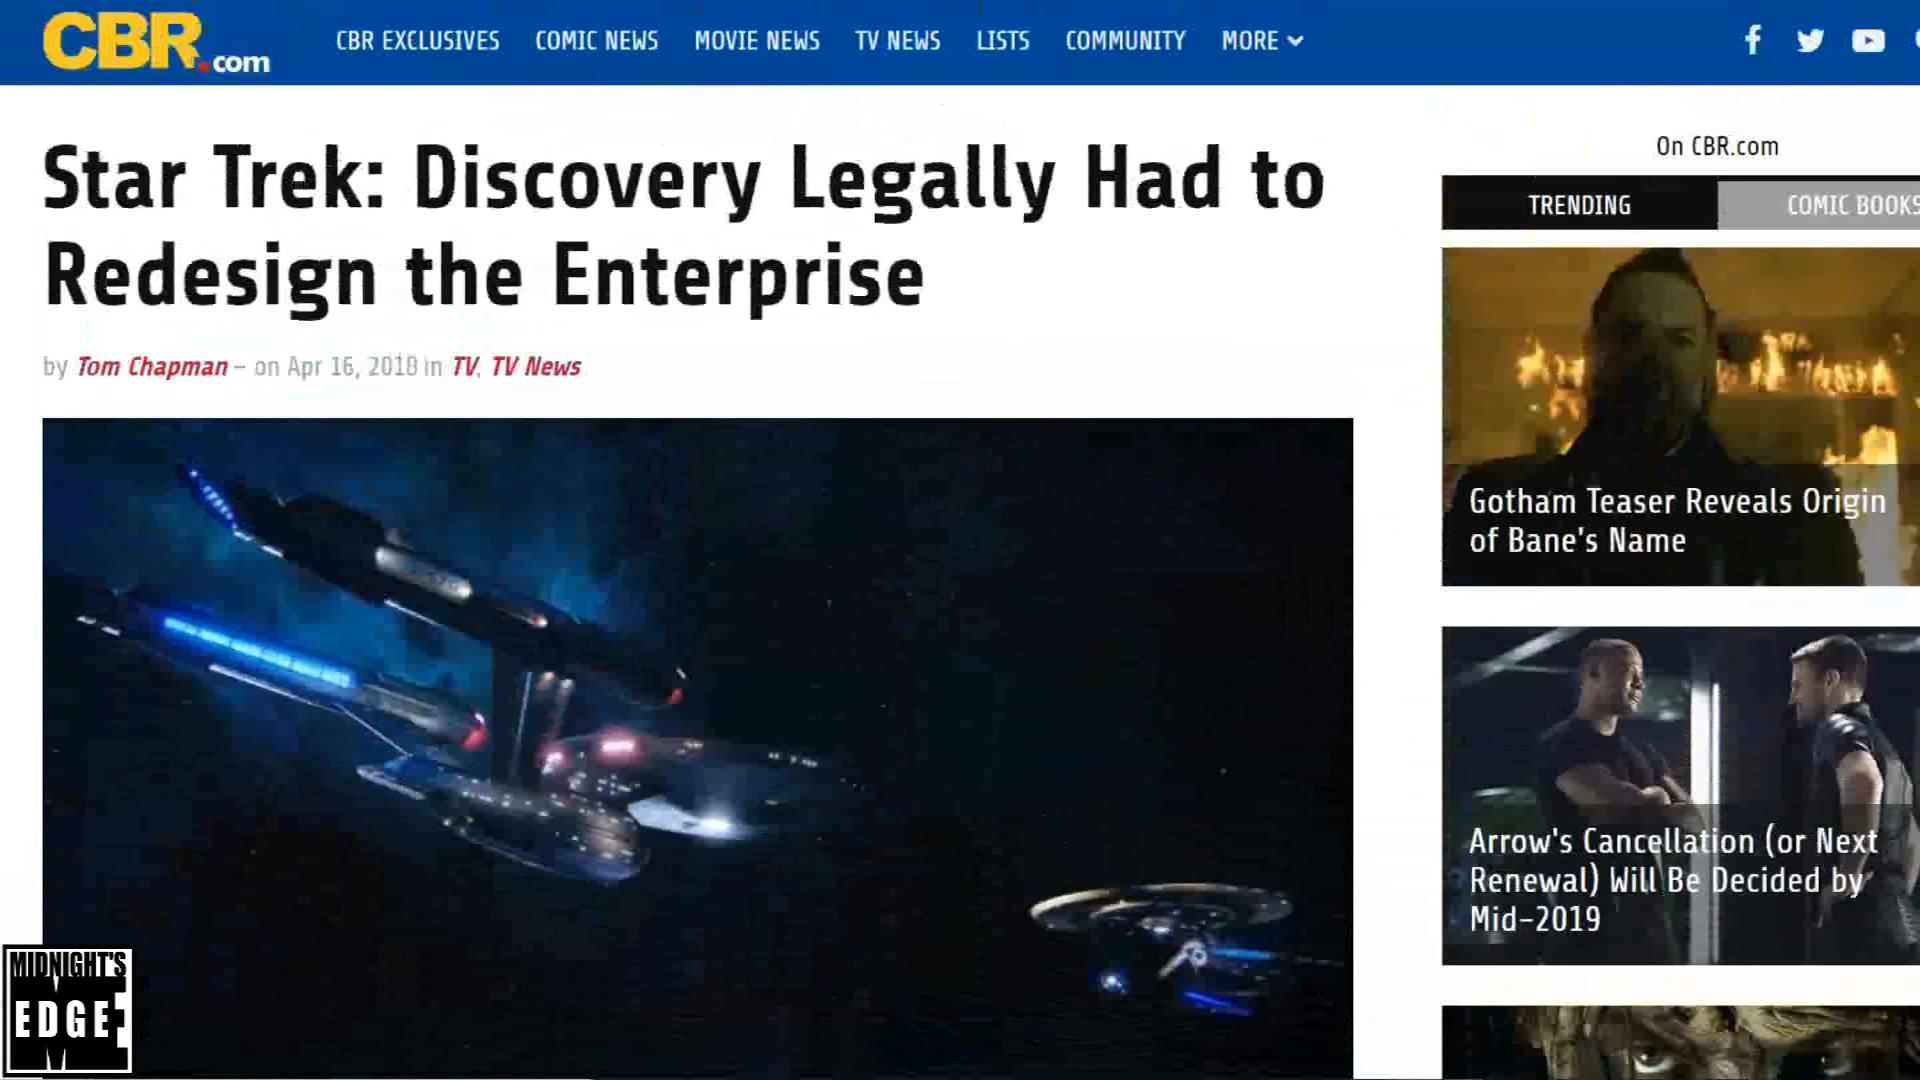 CBR.com
CBR EXCLUSIVES COMIC NEWS MOVIE NEWS TV NEWS LISTS COMMUNITY MORE
Star Trek: Discovery Legally Had to
Redesign the Enterprise
by Tom Chapman – on Apr 16, 2018 in TV, TV News
On CBR.com
TRENDING COMIC BOOKS
Gotham Teaser Reveals Origin
of Bane's Name
Arrow's Cancellation (or Next
Renewal) Will Be Decided by
Mid-2019
MIDNIGHT'S
EDGE